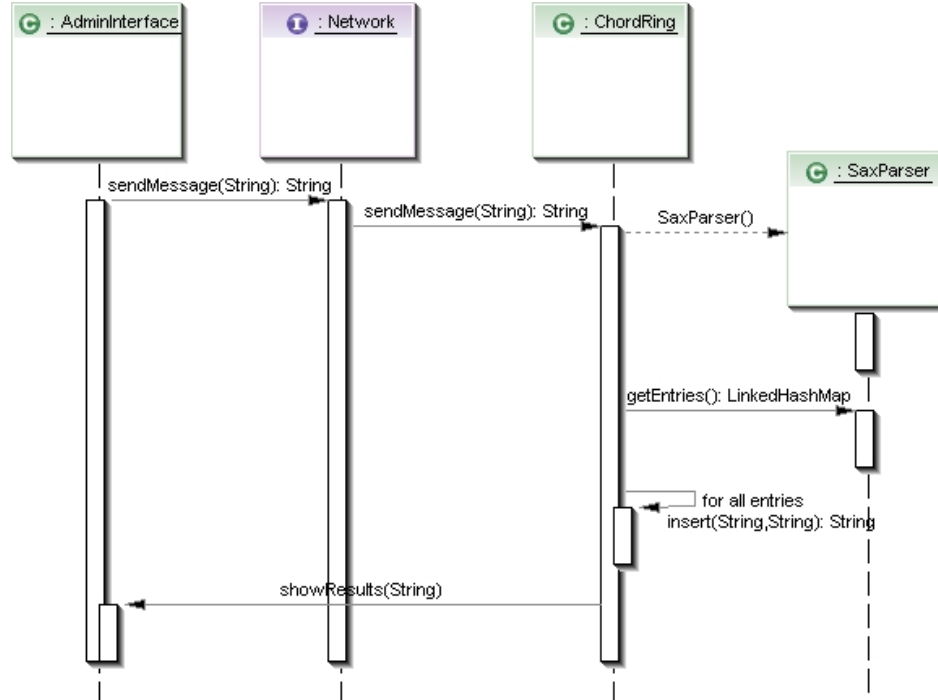 C : AdminInterface
I : Network
C : ChordRing
C : SaxParser
sendMessage(String): String
sendMessage(String): String
SaxParser()
getEntries(): LinkedHashMap
for all entries
insert(String,String): String
showResults(String)